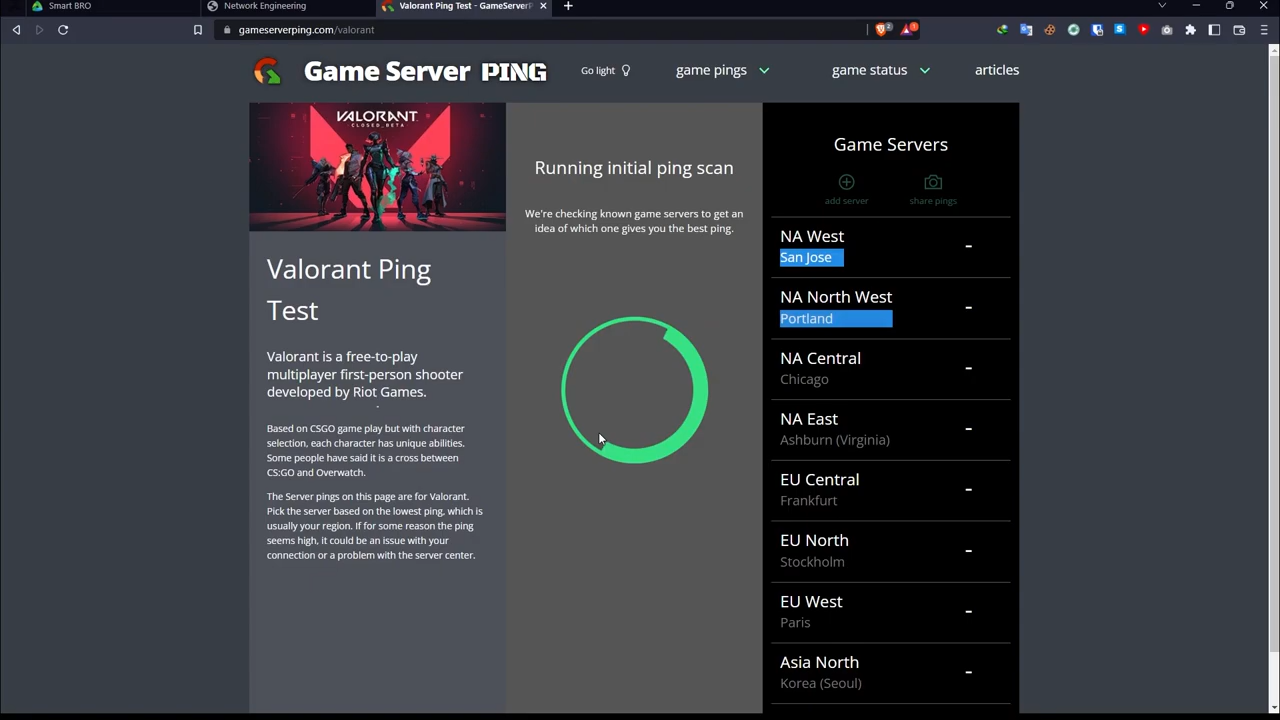 Smart BRO
Network Engineering
Valorant Ping Test - GameServerP
gameserverping.com/valorant
Game Server PING
Go light
game pings
game status
articles
VALORANT
CLOSED BETA
Valorant Ping
Test
Valorant is a free-to-play
multiplayer first-person shooter
developed by Riot Games.
Based on CSGO game play but with character
selection, each character has unique abilities.
Some people have said it is a cross between
CS:GO and Overwatch.
The Server pings on this page are for Valorant.
Pick the server based on the lowest ping, which is
usually your region. If for some reason the ping
seems high, it could be an issue with your
connection or a problem with the server center.
Running initial ping scan
We're checking known game servers to get an
idea of which one gives you the best ping.
Game Servers
add server
share pings
NA West
San Jose
-
NA North West
Portland
-
NA Central
Chicago
-
NA East
Ashburn (Virginia)
-
EU Central
Frankfurt
-
EU North
Stockholm
-
EU West
Paris
-
Asia North
Korea (Seoul)
-